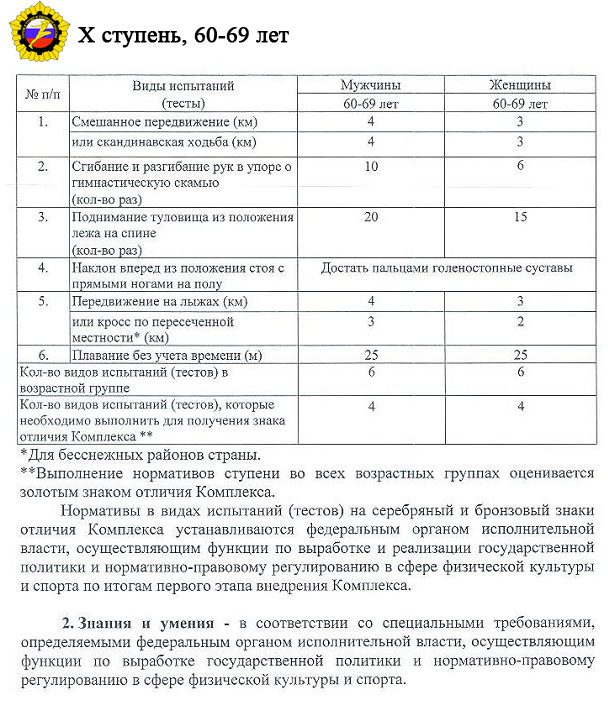 X ступень, 60-69 лет
№ п/п Виды испытаний (тесты) Мужчины Женщины
60-69 лет 60-69 лет
1. Смешанное передвижение (км) 4 3
или скандинавская ходьба (км) 4 3
2. Сгибание и разгибание рук в упоре о 10 6
гимнастическую скамью
(кол-во раз)
3. Поднимание туловища из положения 20 15
лежа на спине
(кол-во раз)
4. Наклон вперед из положения стоя с Достать пальцами голеностопные суставы
прямыми ногами на полу
5. Передвижение на лыжах (км) 4 3
или кросс по пересеченной 3 2
местности* (км)
6. Плавание без учета времени (м) 25 25
Кол-во видов испытаний (тестов) в 6 6
возрастной группе
Кол-во видов испытаний (тестов), которые 4 4
необходимо выполнить для получения знака
отличия Комплекса **
*Для бесснежных районов страны.
**Выполнение нормативов ступени во всех возрастных группах оценивается
золотым знаком отличия Комплекса.
Нормативы в видах испытаний (тестов) на серебряный и бронзовый знаки
отличия Комплекса устанавливаются федеральным органом исполнительной
власти, осуществляющим функции по выработке и реализации государственной
политики и нормативно-правовому регулированию в сфере физической культуры
и спорта по итогам первого этапа внедрения Комплекса.
2. Знания и умения - в соответствии со специальными требованиями,
определяемыми федеральным органом исполнительной власти, осуществляющим
функции по выработке государственной политики и нормативно-правовому
регулированию в сфере физической культуры и спорта.